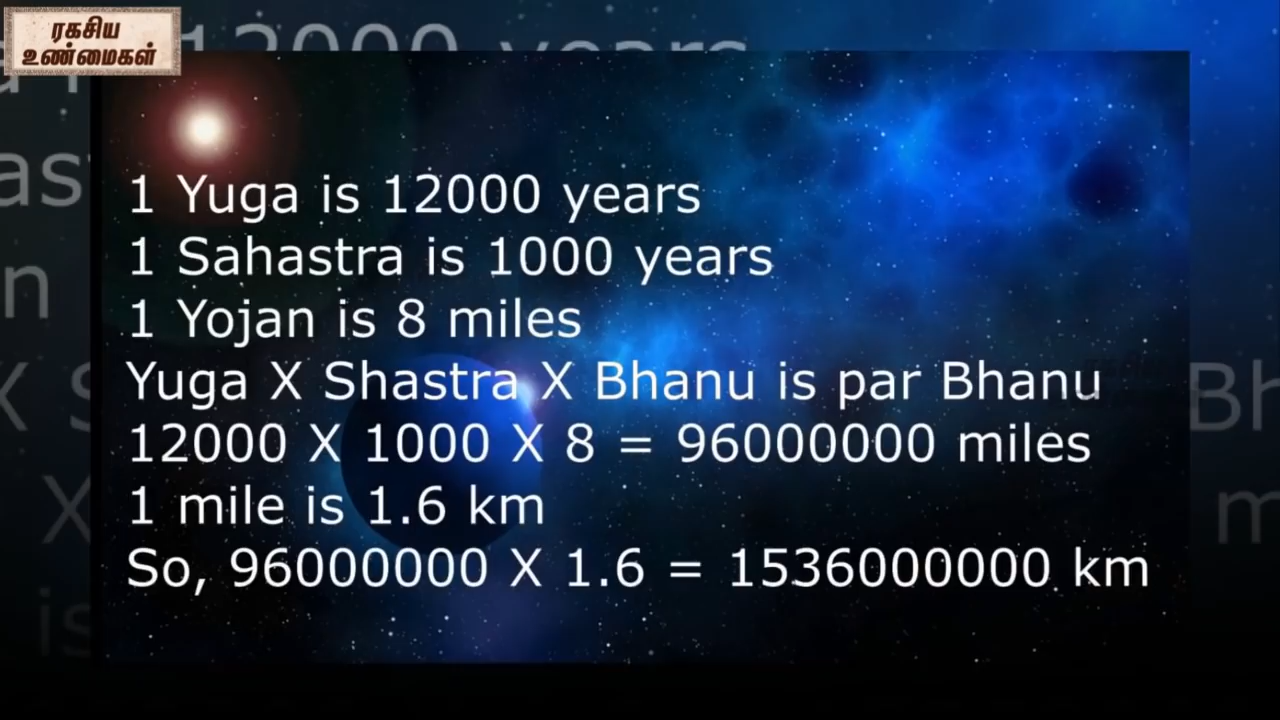 ரகசிய
உண்மைகள்
12000 years
1 Yuga is 12000 years
1 Sahastra is 1000 years
1 Yojan is 8 miles
Yuga X Shastra X Bhanu is par Bhanu
12000 X 1000 X 8 = 96000000 miles
1 mile is 1.6 km
So, 96000000 X 1.6 = 1536000000 km